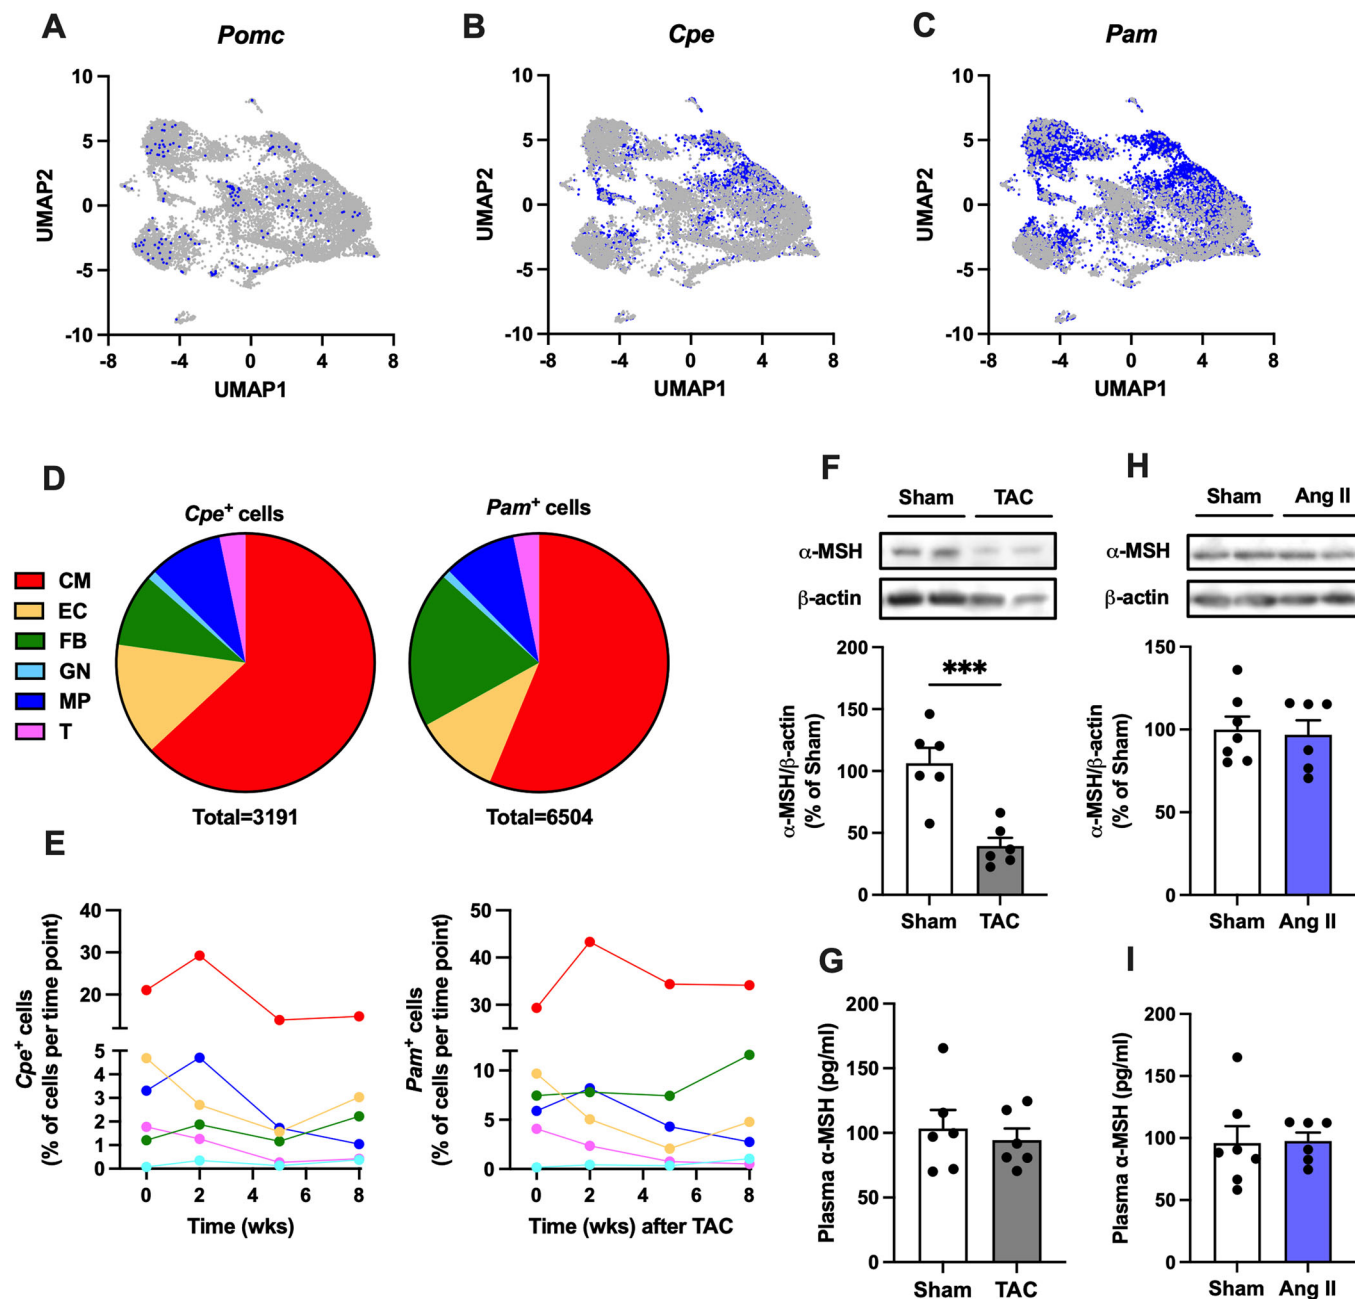 A
Pomc
10
5
0
-5
-10
UMAP2
-8
-4
0
4
8
UMAP1
B
Cpe
10
5
0
-5
-10
UMAP2
-8
-4
0
4
8
UMAP1
C
Pam
10
5
0
-5
-10
UMAP2
-8
-4
0
4
8
UMAP1
D
CM
EC
FB
GN
MP
T
Cpe+ cells
Total=3191
Pam+ cells
Total=6504
E
Cpe+ cells
(% of cells per time point)
40
30
20
5
4
3
2
1
0
0
2
4
6
8
Time (wks)
Pam+ cells
(% of cells per time point)
50
40
30
10
5
0
0
2
4
6
8
Time (wks) after TAC
F
Sham
TAC
α-MSH
β-actin
α-MSH/β-actin
(% of Sham)
200
150
100
50
0
***
Sham
TAC
G
Plasma α-MSH (pg/ml)
200
150
100
50
0
Sham
TAC
H
Sham
Ang II
α-MSH
β-actin
α-MSH/β-actin
(% of Sham)
150
100
50
0
Sham
Ang II
I
Plasma α-MSH (pg/ml)
200
150
100
50
0
Sham
Ang II